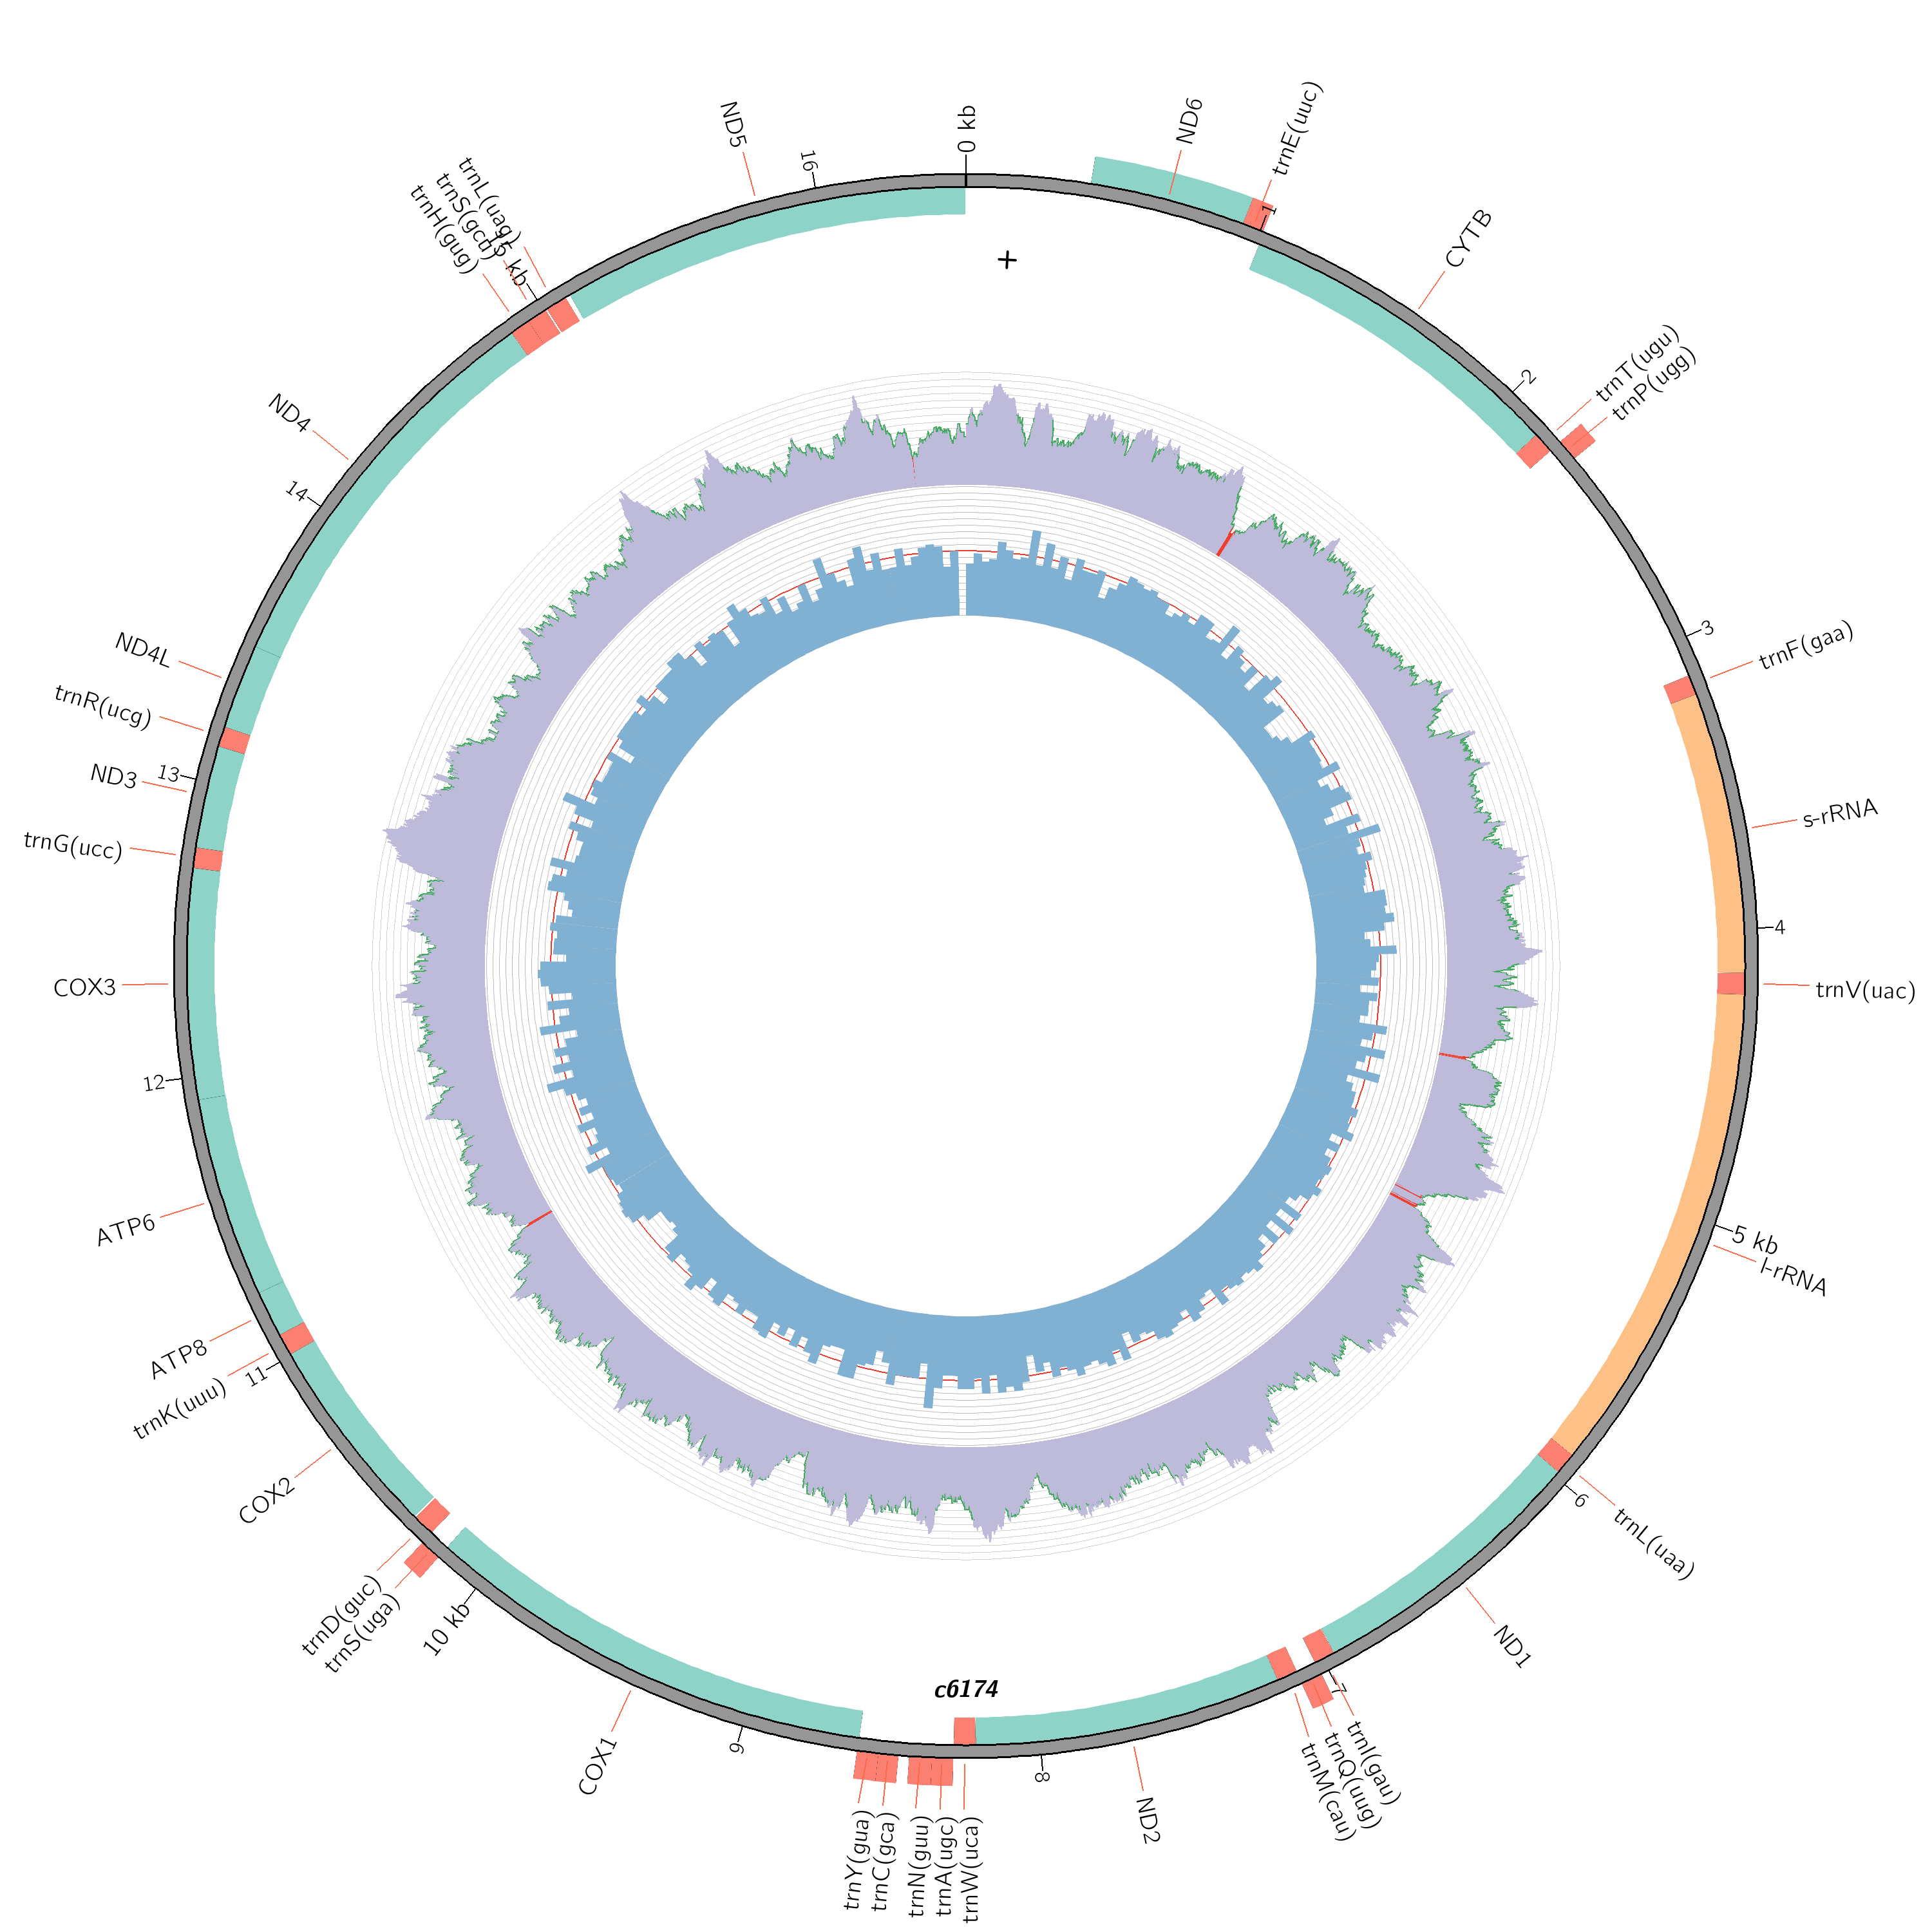 0 kb
ND6
trnE(uuc)
1
CYTB
2
trnT(ugu)
trnP(ugg)
3
trnF(gaa)
s-rRNA
4
trnV(uac)
5 kb
l-rRNA
6
trnL(uaa)
ND1
7
trnI(gau)
trnQ(uug)
trnM(cau)
ND2
8
c6174
trnW(uca)
trnA(ugc)
trnN(guu)
trnC(gca)
trnY(gua)
9
COX1
10 kb
trnS(uga)
trnD(guc)
COX2
11
trnK(uuu)
ATP8
ATP6
12
COX3
trnG(ucc)
ND3
13
trnR(ucg)
ND4L
14
ND4
trnH(gug)
trnS(gcu)
15 kb
trnL(uag)
ND5
16
+